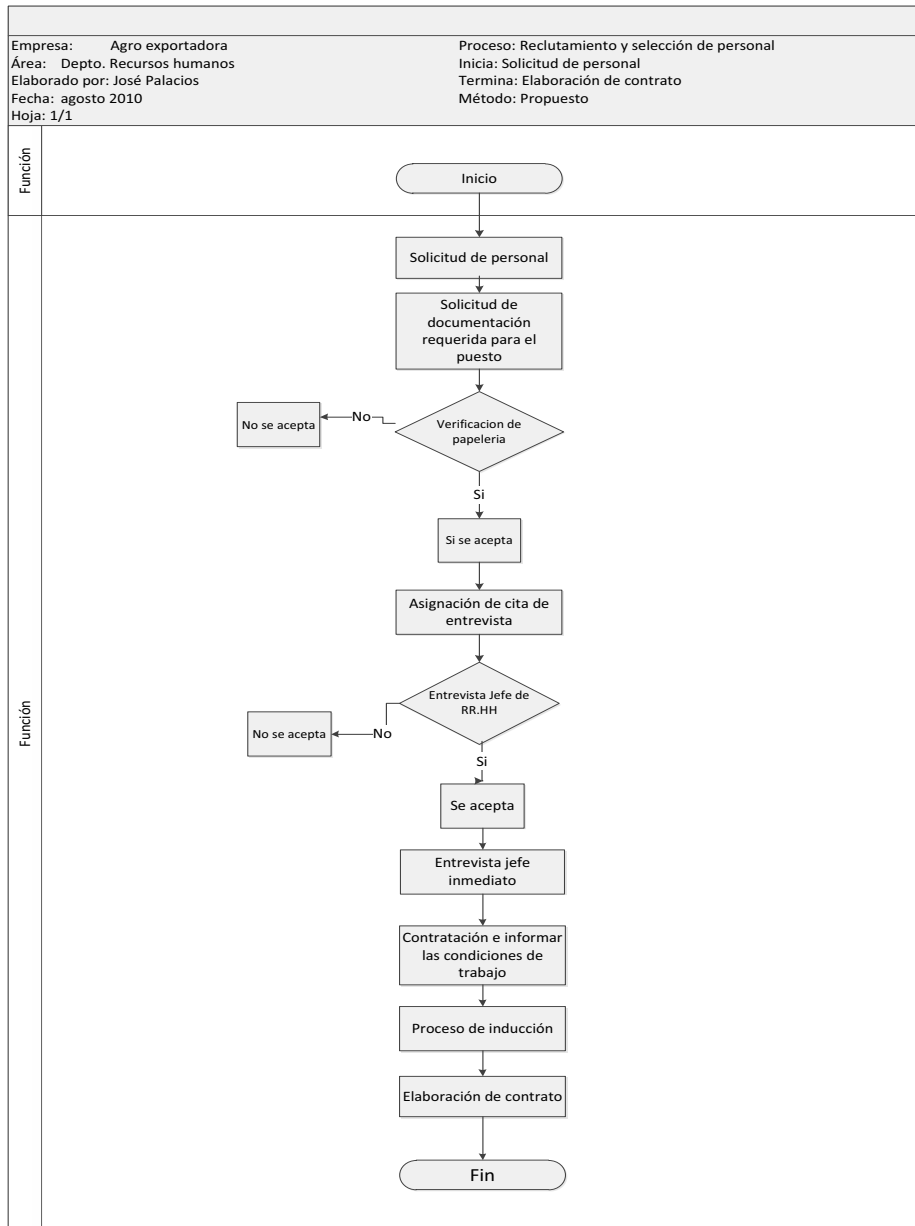 Empresa: Agro exportadora
Área: Depto. Recursos humanos
Elaborado por: José Palacios
Fecha: agosto 2010
Hoja: 1/1
Proceso: Reclutamiento y selección de personal
Inicia: Solicitud de personal
Termina: Elaboración de contrato
Método: Propuesto
Función
Inicio
Función
Solicitud de personal
Solicitud de
documentación
requerida para el
puesto
Verificacion de
papeleria
No
No se acepta
Si
Si se acepta
Asignación de cita de
entrevista
Entrevista Jefe de
RR.HH
No
No se acepta
Si
Se acepta
Entrevista jefe
inmediato
Contratación e informar
las condiciones de
trabajo
Proceso de inducción
Elaboración de contrato
Fin